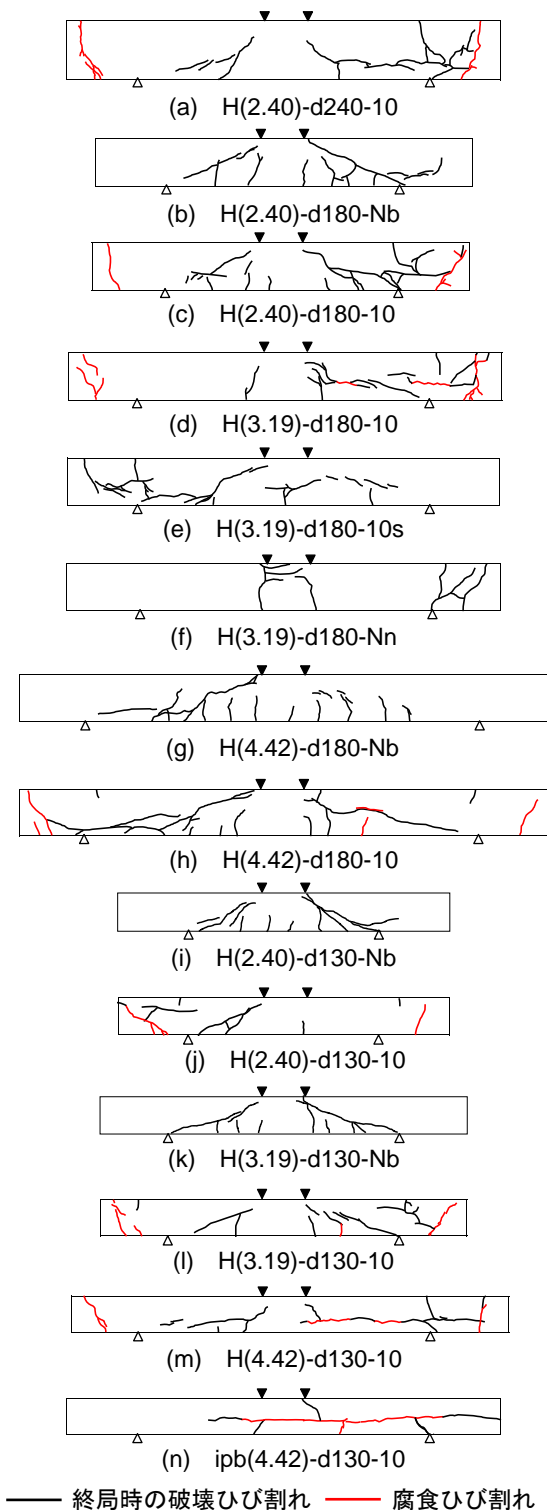 (a) H(2.40)-d240-10
(b) H(2.40)-d180-Nb
(c) H(2.40)-d180-10
(d) H(3.19)-d180-10
(e) H(3.19)-d180-10s
(f) H(3.19)-d180-Nn
(g) H(4.42)-d180-Nb
(h) H(4.42)-d180-10
(i) H(2.40)-d130-Nb
(j) H(2.40)-d130-10
(k) H(3.19)-d130-Nb
(l) H(3.19)-d130-10
(m) H(4.42)-d130-10
(n) ipb(4.42)-d130-10
終局時の破壊ひび割れ 腐食ひび割れ